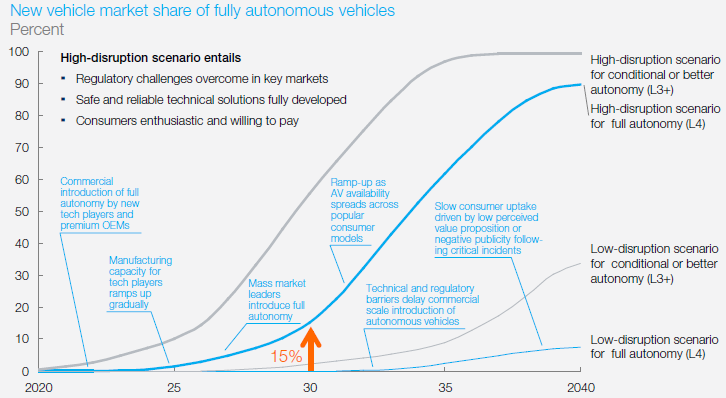 New vehicle market share of fully autonomous vehicles
Percent
100
90
80
70
60
50
40
30
20
10
0
High-disruption scenario entails
▪ Regulatory challenges overcome in key markets
▪ Safe and reliable technical solutions fully developed
▪ Consumers enthusiastic and willing to pay
Commercial
introduction of full
autonomy by new
tech players and
premium OEMs
Manufacturing
capacity for
tech players
ramps up
gradually
Mass market
leaders
introduce full
autonomy
15%
Ramp-up as
AV availability
spreads across
popular
consumer
models
Technical and regulatory
barriers delay commercial
scale introduction of
autonomous vehicles
Slow consumer uptake
driven by low perceived
value proposition or
negative publicity follow-
ing critical incidents
High-disruption scenario
for conditional or better
autonomy (L3+)
High-disruption scenario
for full autonomy (L4)
Low-disruption scenario
for conditional or better
autonomy (L3+)
Low-disruption scenario
for full autonomy (L4)
2020
25
30
35
2040